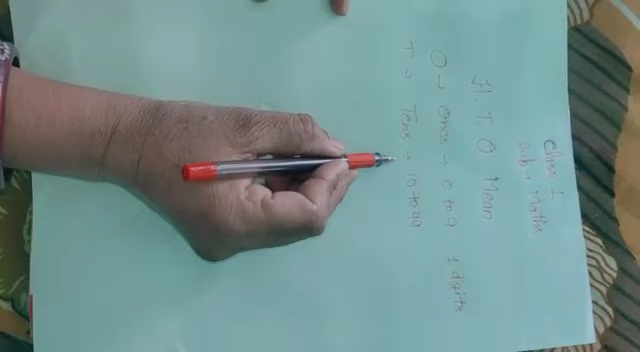 Class 1
Sub → Maths
H. T O Mean
O → Ones → 0 to 9 1 digits
T → Tens → 10 to 99